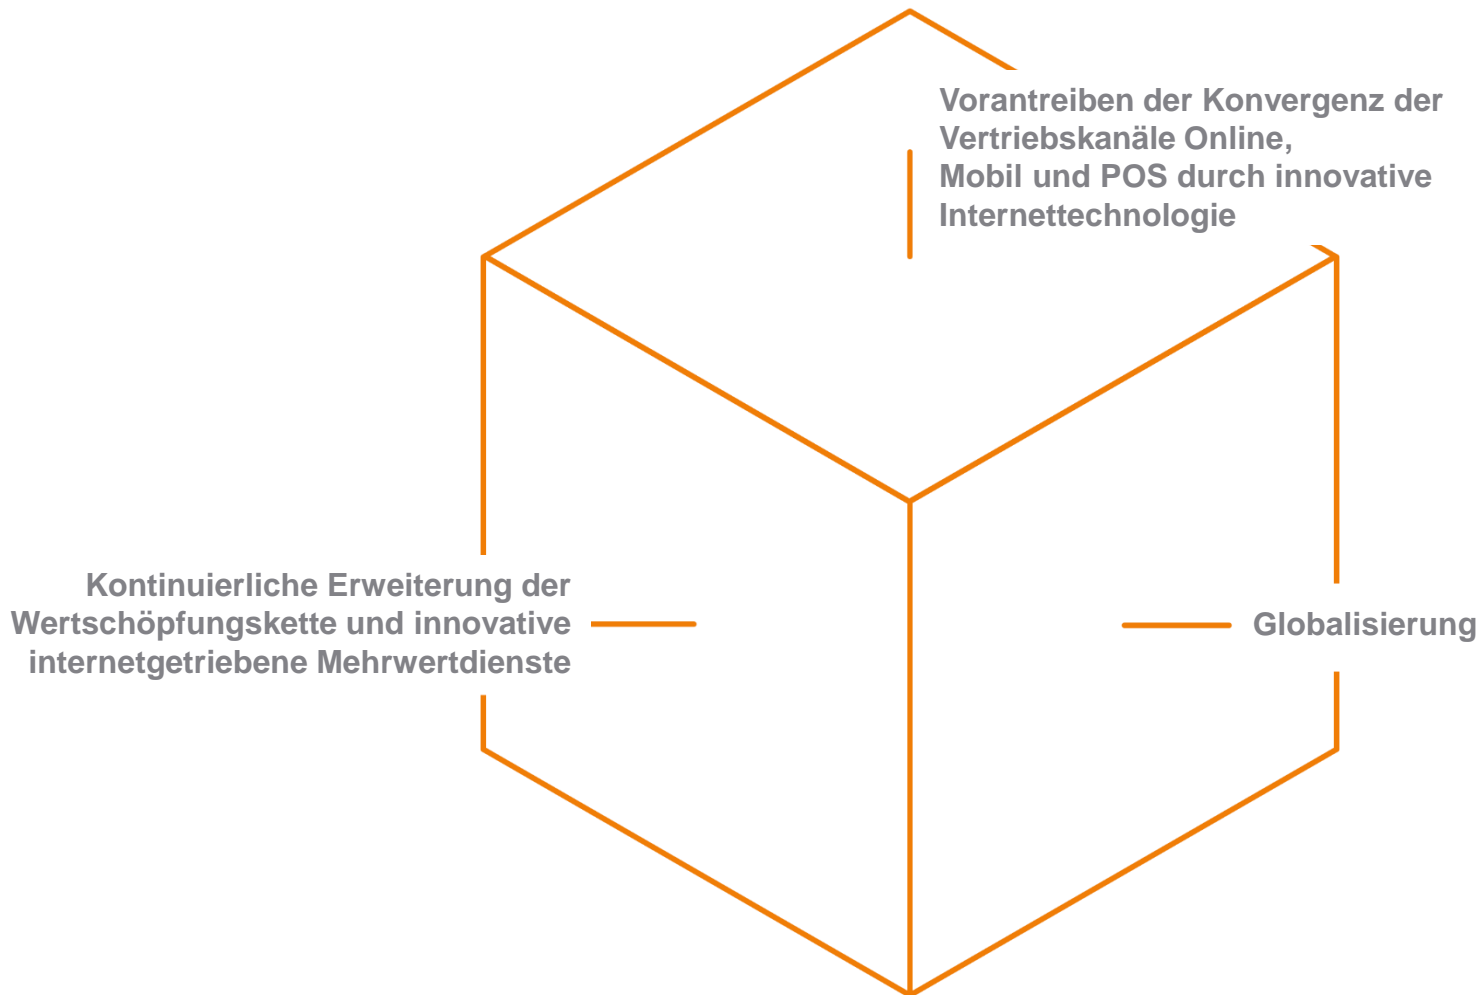 Vorantreiben der Konvergenz der
Vertriebskanäle Online,
Mobil und POS durch innovative
Internettechnologie
Kontinuierliche Erweiterung der
Wertschöpfungskette und innovative
internetgetriebene Mehrwertdienste
Globalisierung